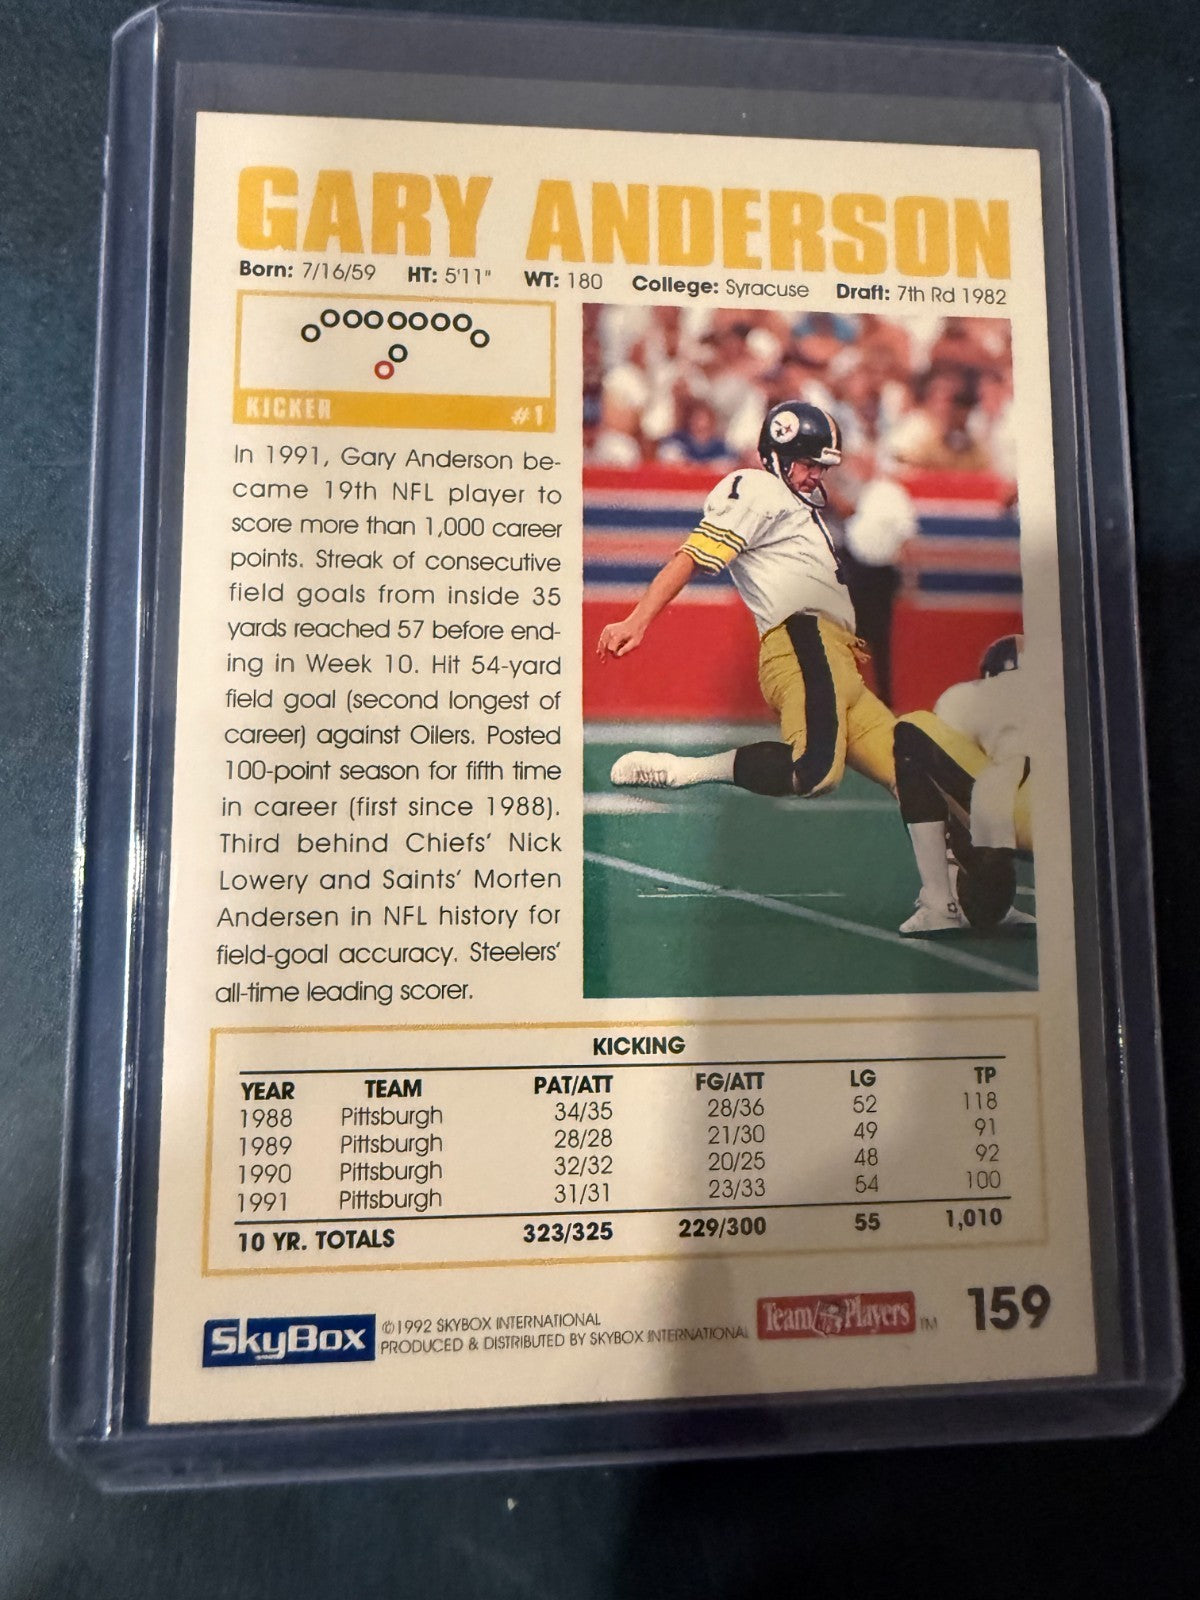 GARY ANDERSON
Born: 7/16/59 HT: 5'11" WT: 180 College: Syracuse Draft: 7th Rd 1982
KICKER #1
In 1991, Gary Anderson be-
came 19th NFL player to
score more than 1,000 career
points. Streak of consecutive
field goals from inside 35
yards reached 57 before end-
ing in Week 10. Hit 54-yard
field goal (second longest of
career) against Oilers. Posted
100-point season for fifth time
in career (first since 1988).
Third behind Chiefs' Nick
Lowery and Saints' Morten
Andersen in NFL history for
field-goal accuracy. Steelers'
all-time leading scorer.
1
KICKING
YEAR TEAM PAT/ATT FG/ATT LG TP
1988 Pittsburgh 34/35 28/36 52 118
1989 Pittsburgh 28/28 21/30 49 91
1990 Pittsburgh 32/32 20/25 48 92
1991 Pittsburgh 31/31 23/33 54 100
10 YR. TOTALS 323/325 229/300 55 1,010
SkyBox
©1992 SKYBOX INTERNATIONAL
PRODUCED & DISTRIBUTED BY SKYBOX INTERNATIONAL
Team/NFL Players TM
159